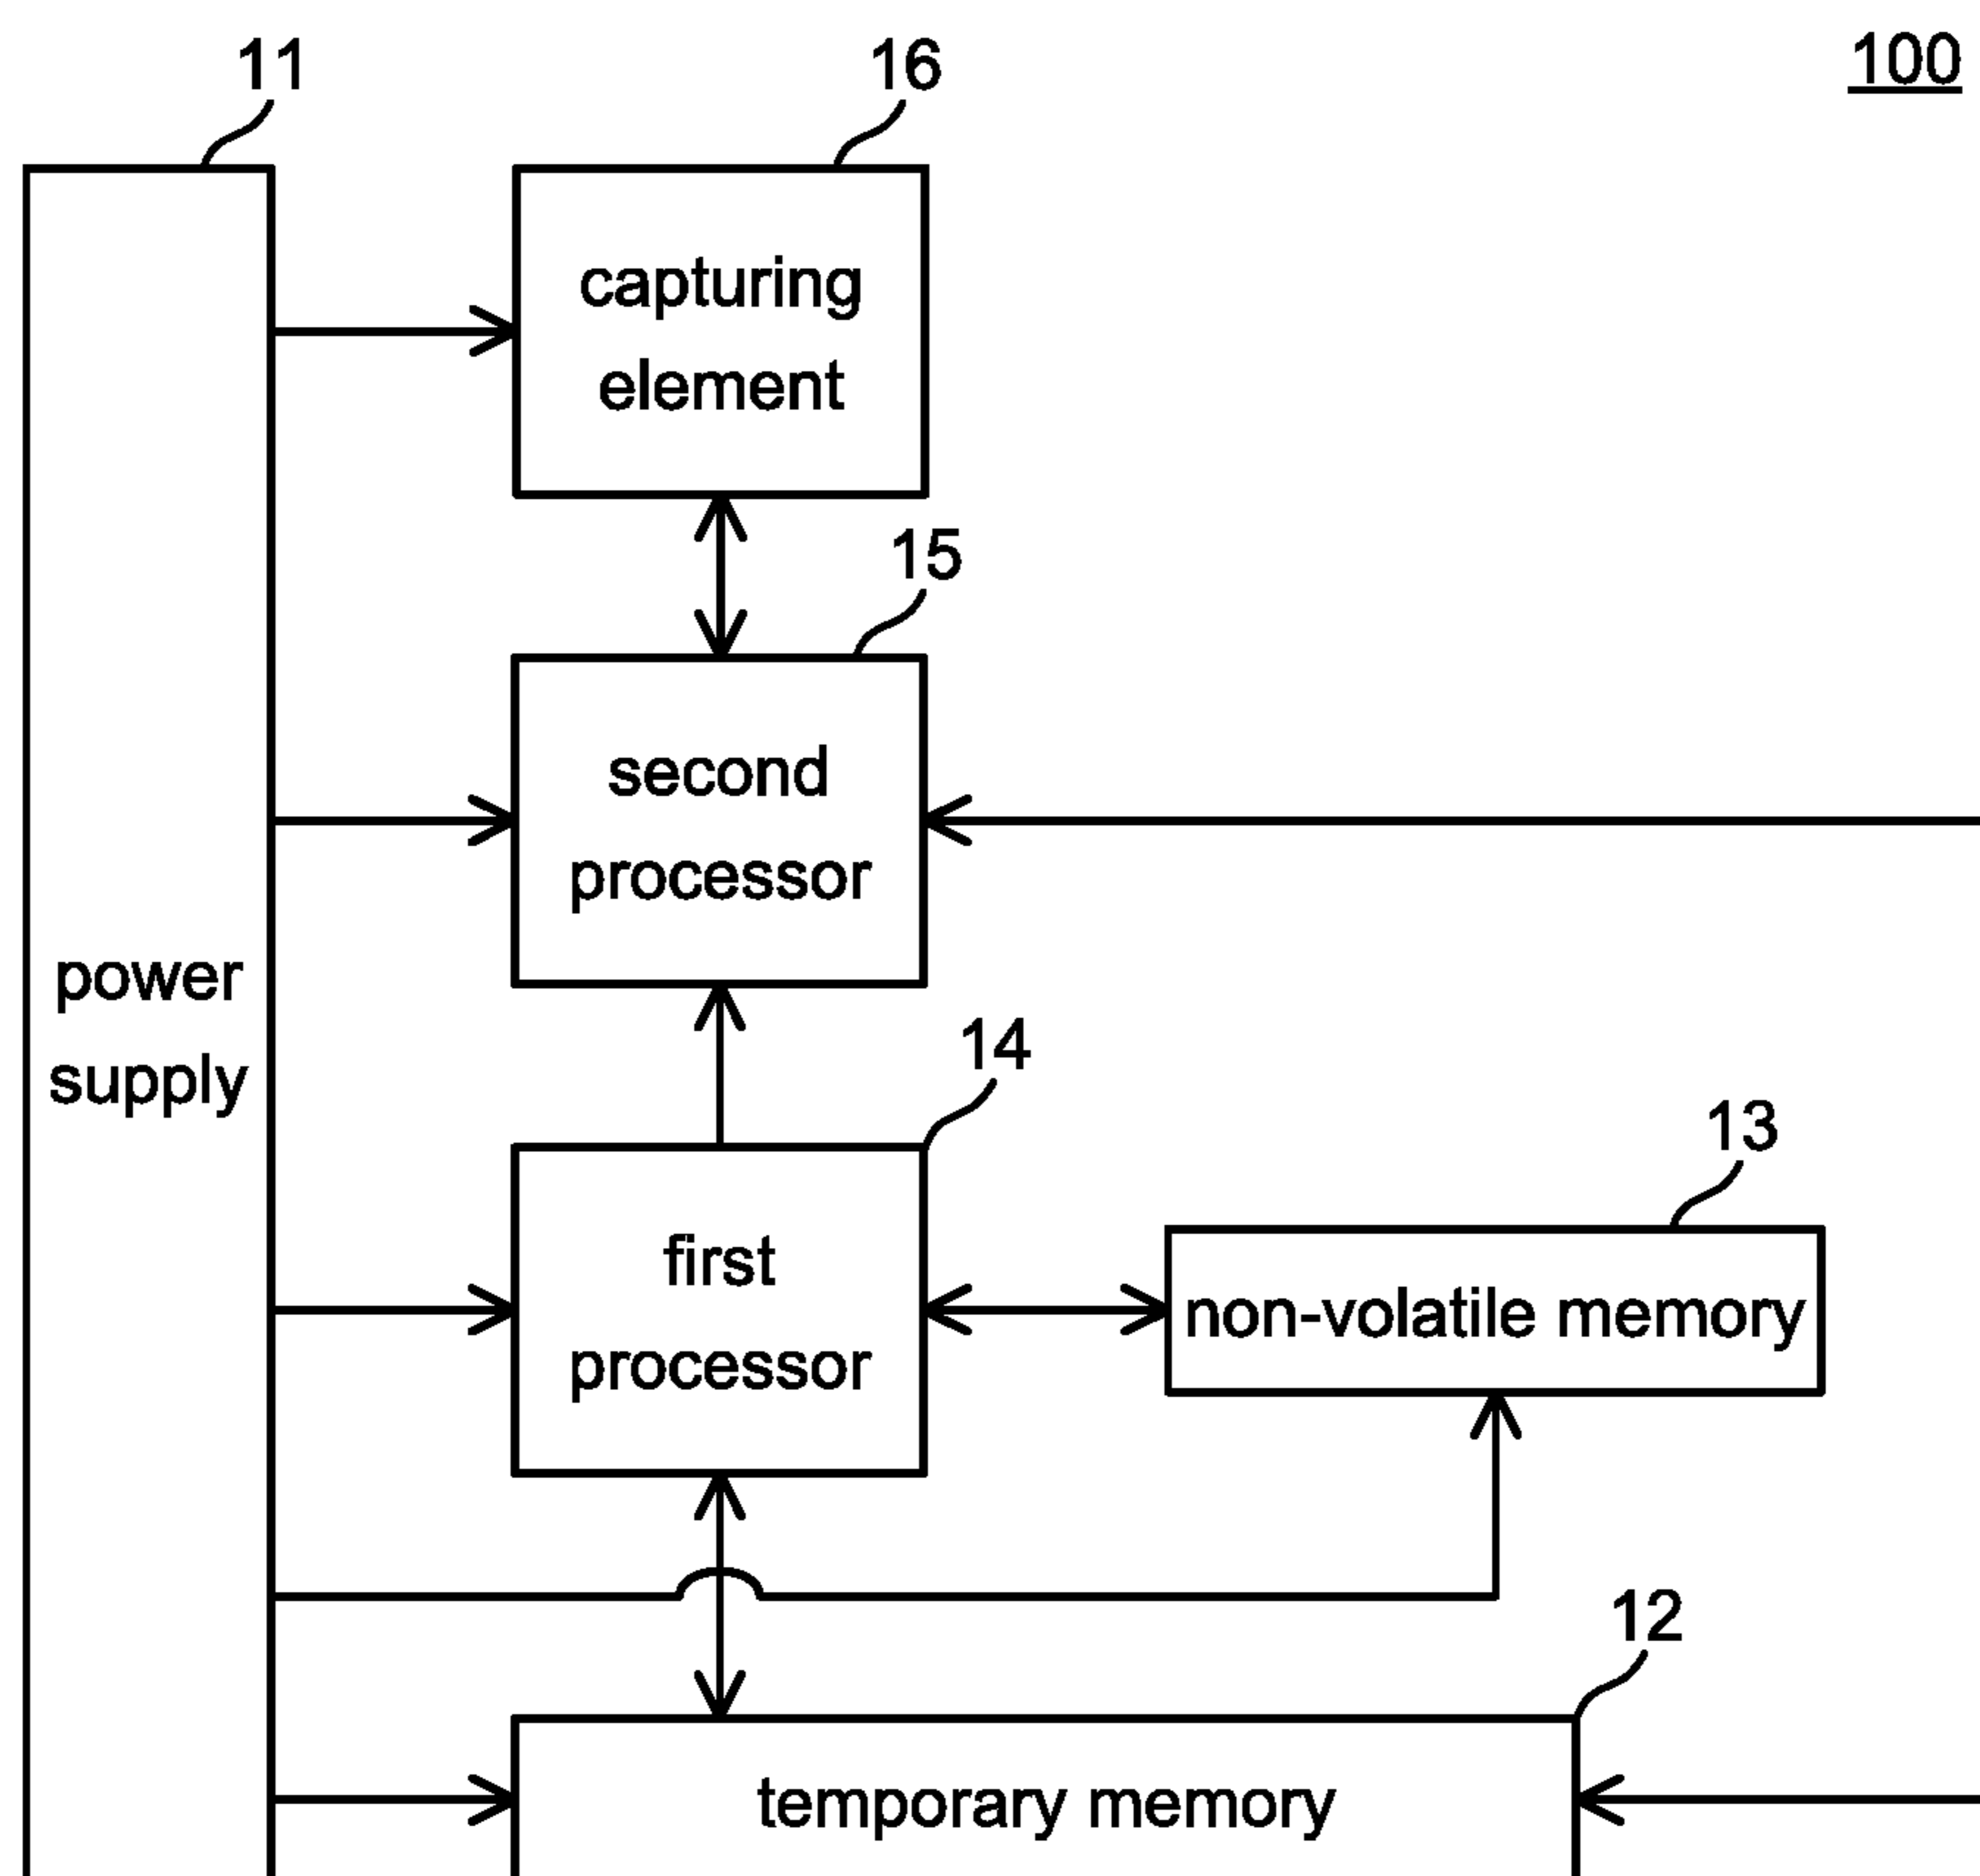 11
16
100
capturing
element
15
second
processor
power
supply
14
13
first
processor
non-volatile memory
12
temporary memory